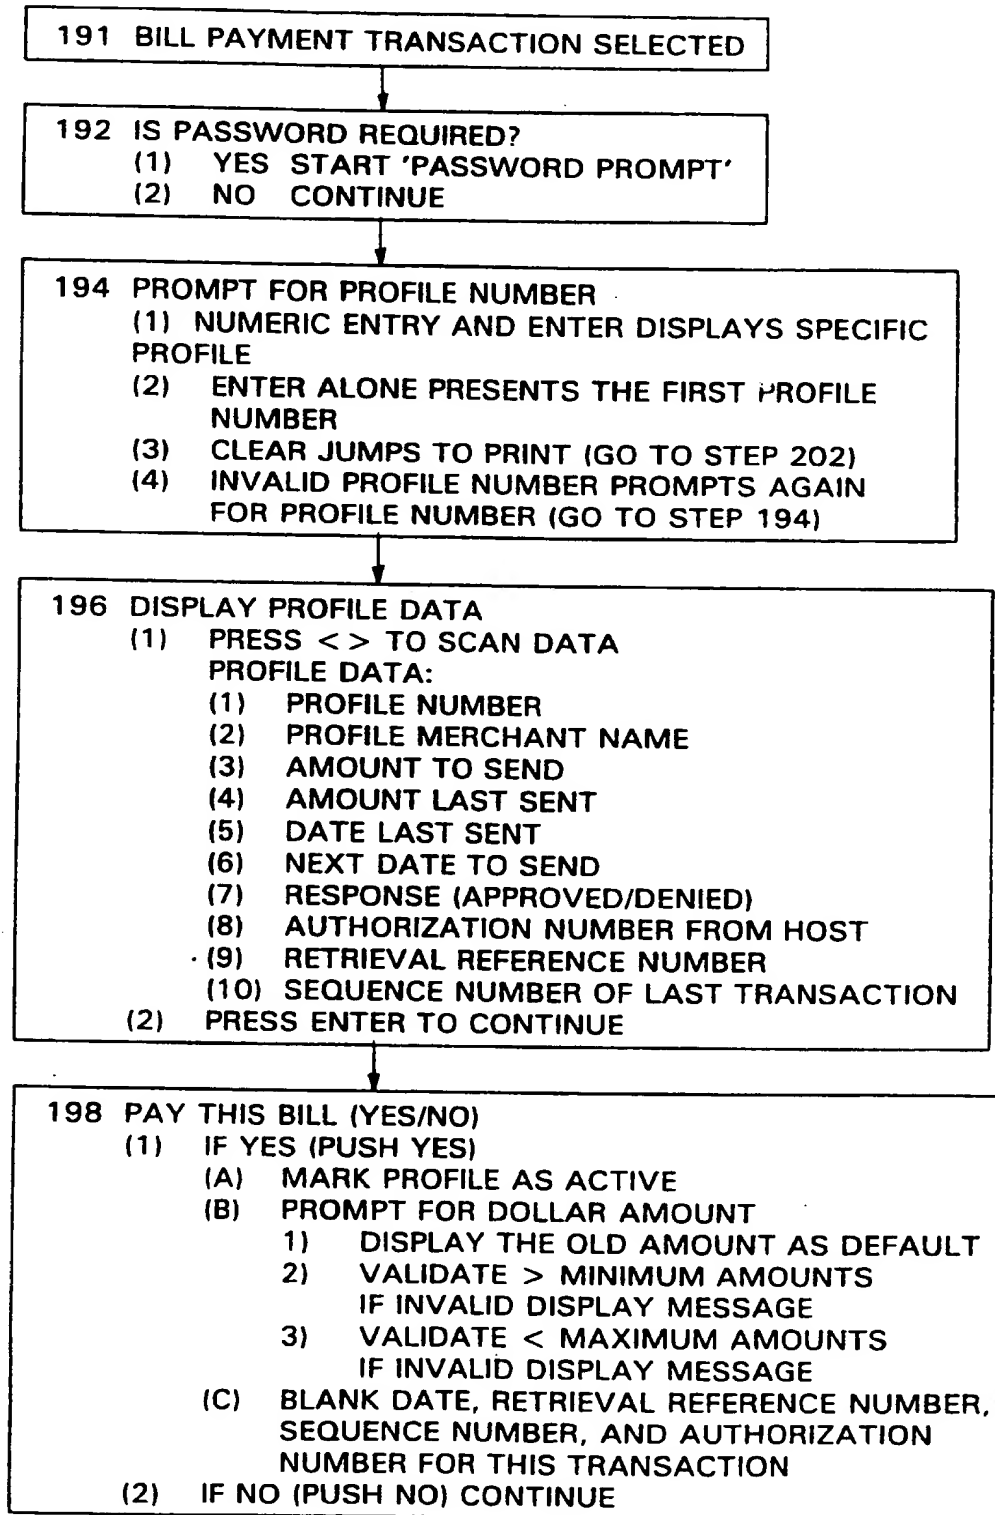 191 BILL PAYMENT TRANSACTION SELECTED
192 IS PASSWORD REQUIRED?
(1) YES START 'PASSWORD PROMPT'
(2) NO CONTINUE
194 PROMPT FOR PROFILE NUMBER
(1) NUMERIC ENTRY AND ENTER DISPLAYS SPECIFIC
PROFILE
(2) ENTER ALONE PRESENTS THE FIRST PROFILE
NUMBER
(3) CLEAR JUMPS TO PRINT (GO TO STEP 202)
(4) INVALID PROFILE NUMBER PROMPTS AGAIN
FOR PROFILE NUMBER (GO TO STEP 194)
196 DISPLAY PROFILE DATA
(1) PRESS < > TO SCAN DATA
PROFILE DATA:
(1) PROFILE NUMBER
(2) PROFILE MERCHANT NAME
(3) AMOUNT TO SEND
(4) AMOUNT LAST SENT
(5) DATE LAST SENT
(6) NEXT DATE TO SEND
(7) RESPONSE (APPROVED/DENIED)
(8) AUTHORIZATION NUMBER FROM HOST
(9) RETRIEVAL REFERENCE NUMBER
(10) SEQUENCE NUMBER OF LAST TRANSACTION
(2) PRESS ENTER TO CONTINUE
198 PAY THIS BILL (YES/NO)
(1) IF YES (PUSH YES)
(A) MARK PROFILE AS ACTIVE
(B) PROMPT FOR DOLLAR AMOUNT
1) DISPLAY THE OLD AMOUNT AS DEFAULT
2) VALIDATE > MINIMUM AMOUNTS
IF INVALID DISPLAY MESSAGE
3) VALIDATE < MAXIMUM AMOUNTS
IF INVALID DISPLAY MESSAGE
(C) BLANK DATE, RETRIEVAL REFERENCE NUMBER,
SEQUENCE NUMBER, AND AUTHORIZATION
NUMBER FOR THIS TRANSACTION
(2) IF NO (PUSH NO) CONTINUE